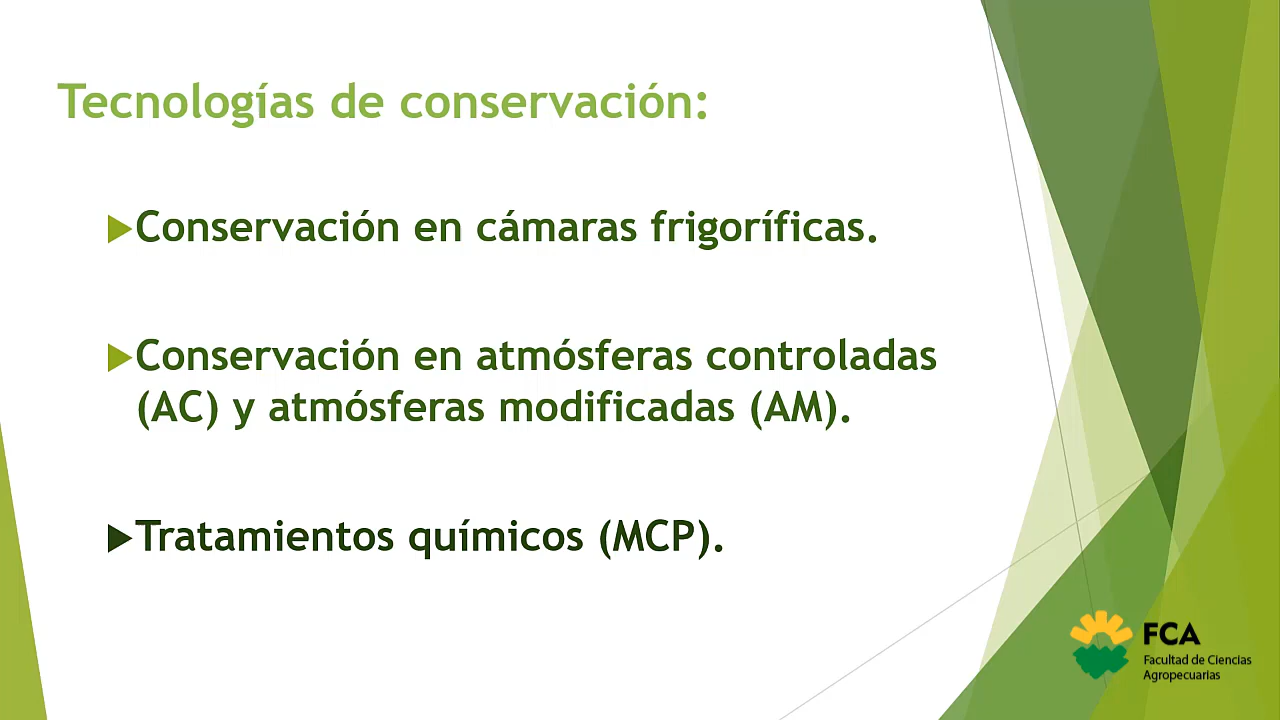 Tecnologías de conservación:
Conservación en cámaras frigoríficas.
Conservación en atmósferas controladas
(AC) y atmósferas modificadas (AM).
Tratamientos químicos (MCP).
FCA
Facultad de Ciencias
Agropecuarias